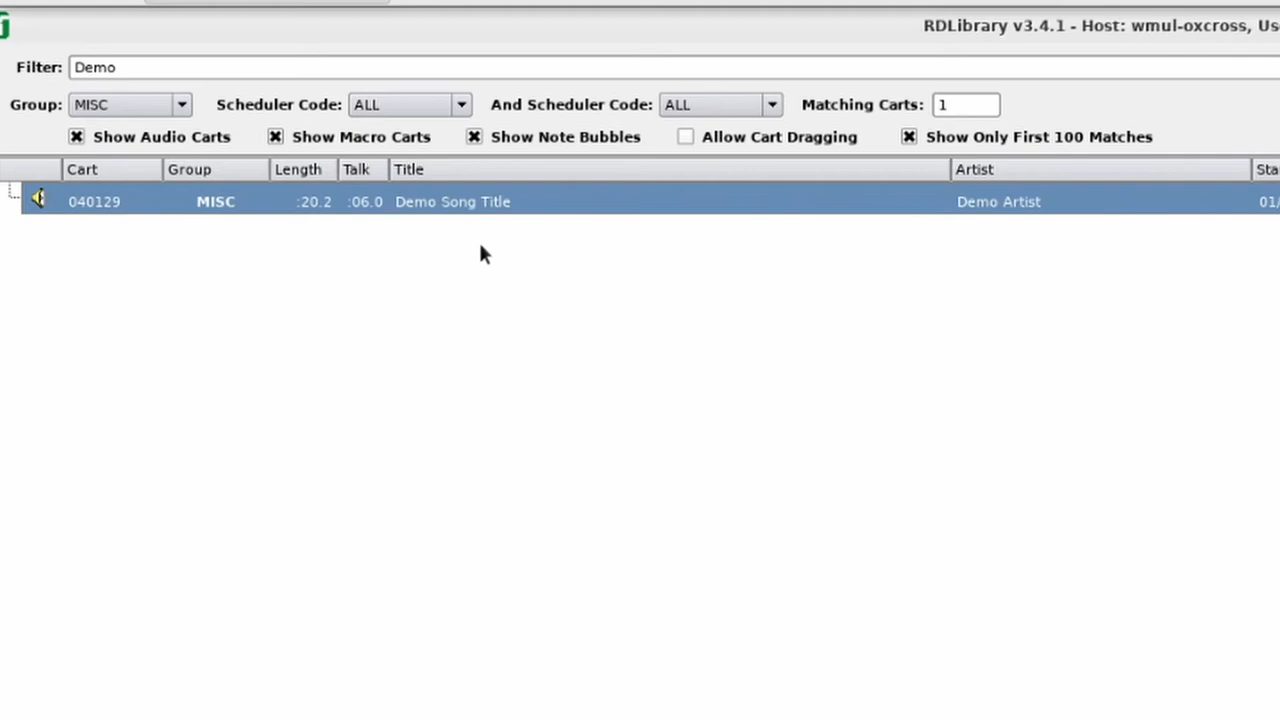 RDLibrary v3.4.1 - Host: wmul-oxcross, Us
Filter: Demo
Group: MISC Scheduler Code: ALL And Scheduler Code: ALL Matching Carts: 1
Show Audio Carts Show Macro Carts Show Note Bubbles Allow Cart Dragging Show Only First 100 Matches
Cart Group Length Talk Title Artist Sta
040129 MISC :20.2 :06.0 Demo Song Title Demo Artist 01/